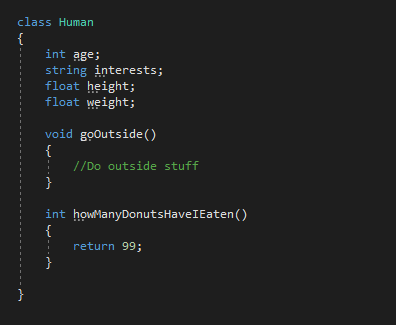 class Human
{
    int age;
    string interests;
    float height;
    float weight;

    void goOutside()
    {
        //Do outside stuff
    }

    int howManyDonutsHaveIEaten()
    {
        return 99;
    }

}